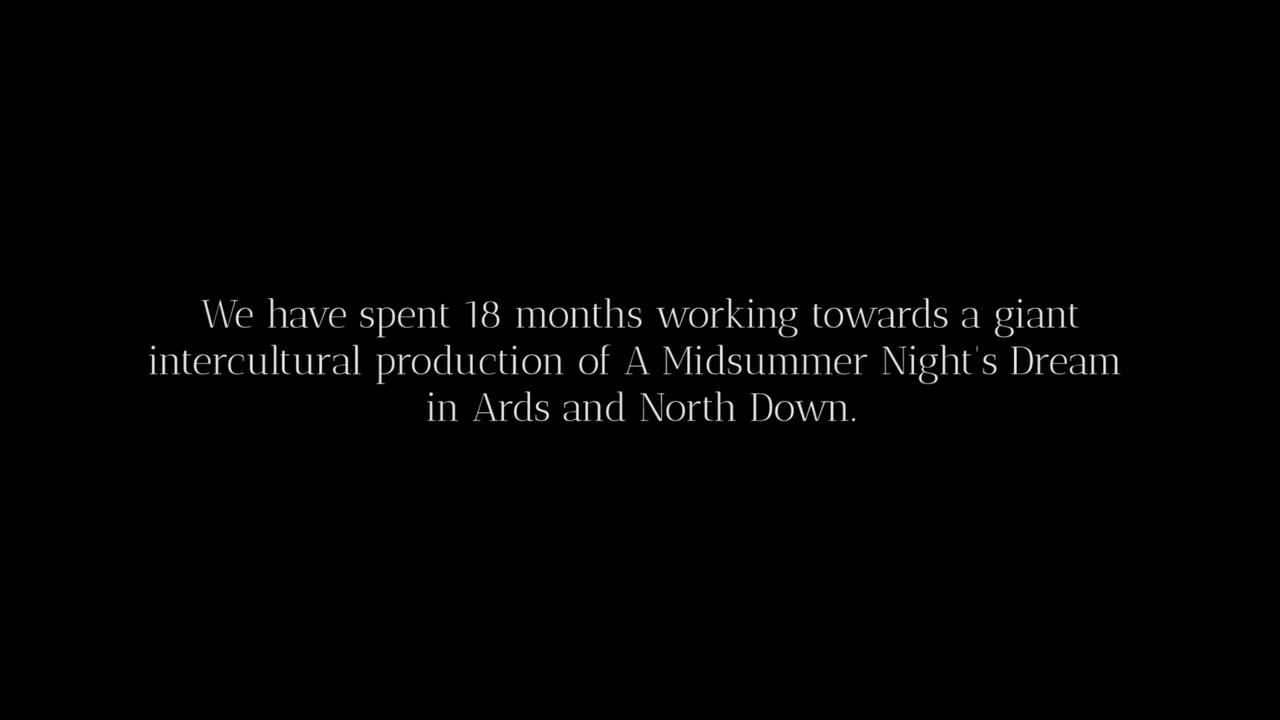 We have spent 18 months working towards a giant
intercultural production of A Midsummer Night's Dream
in Ards and North Down.